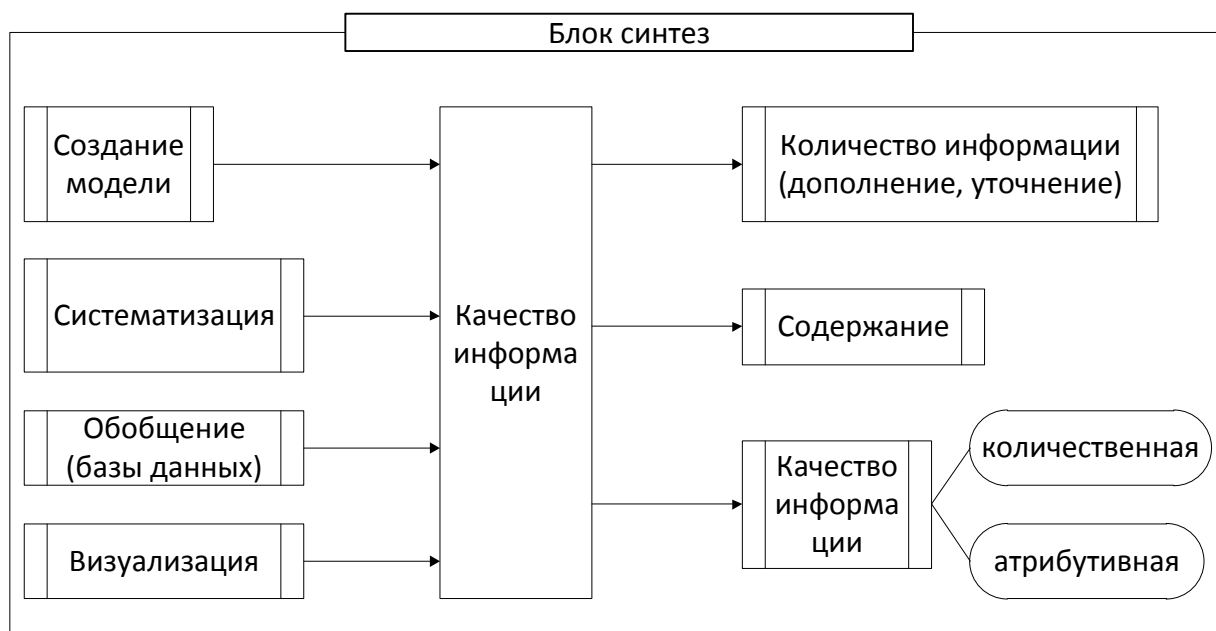 Блок синтез
Создание
модели
Систематизация
Обобщение
(базы данных)
Визуализация
Качество
информа
ции
Количество информации
(дополнение, уточнение)
Содержание
Качество
информа
ции
количественная
атрибутивная